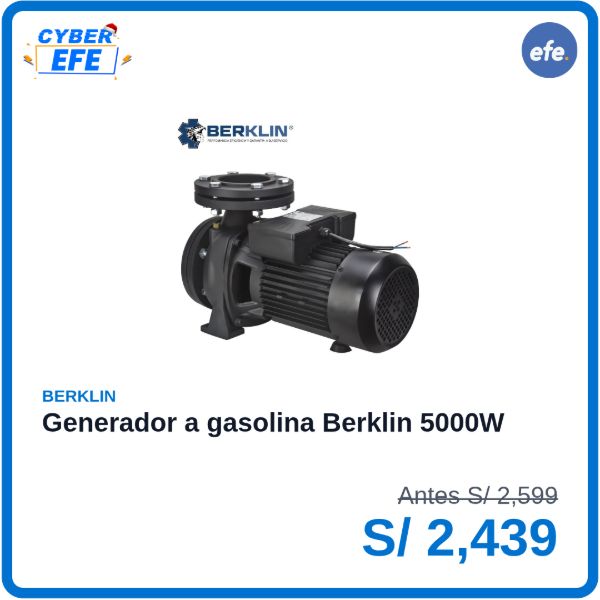 CYBER
EFE
efe.
BERKLIN®
BERKLIN
Generador a gasolina Berklin 5000W
Antes S/ 2,599
S/ 2,439